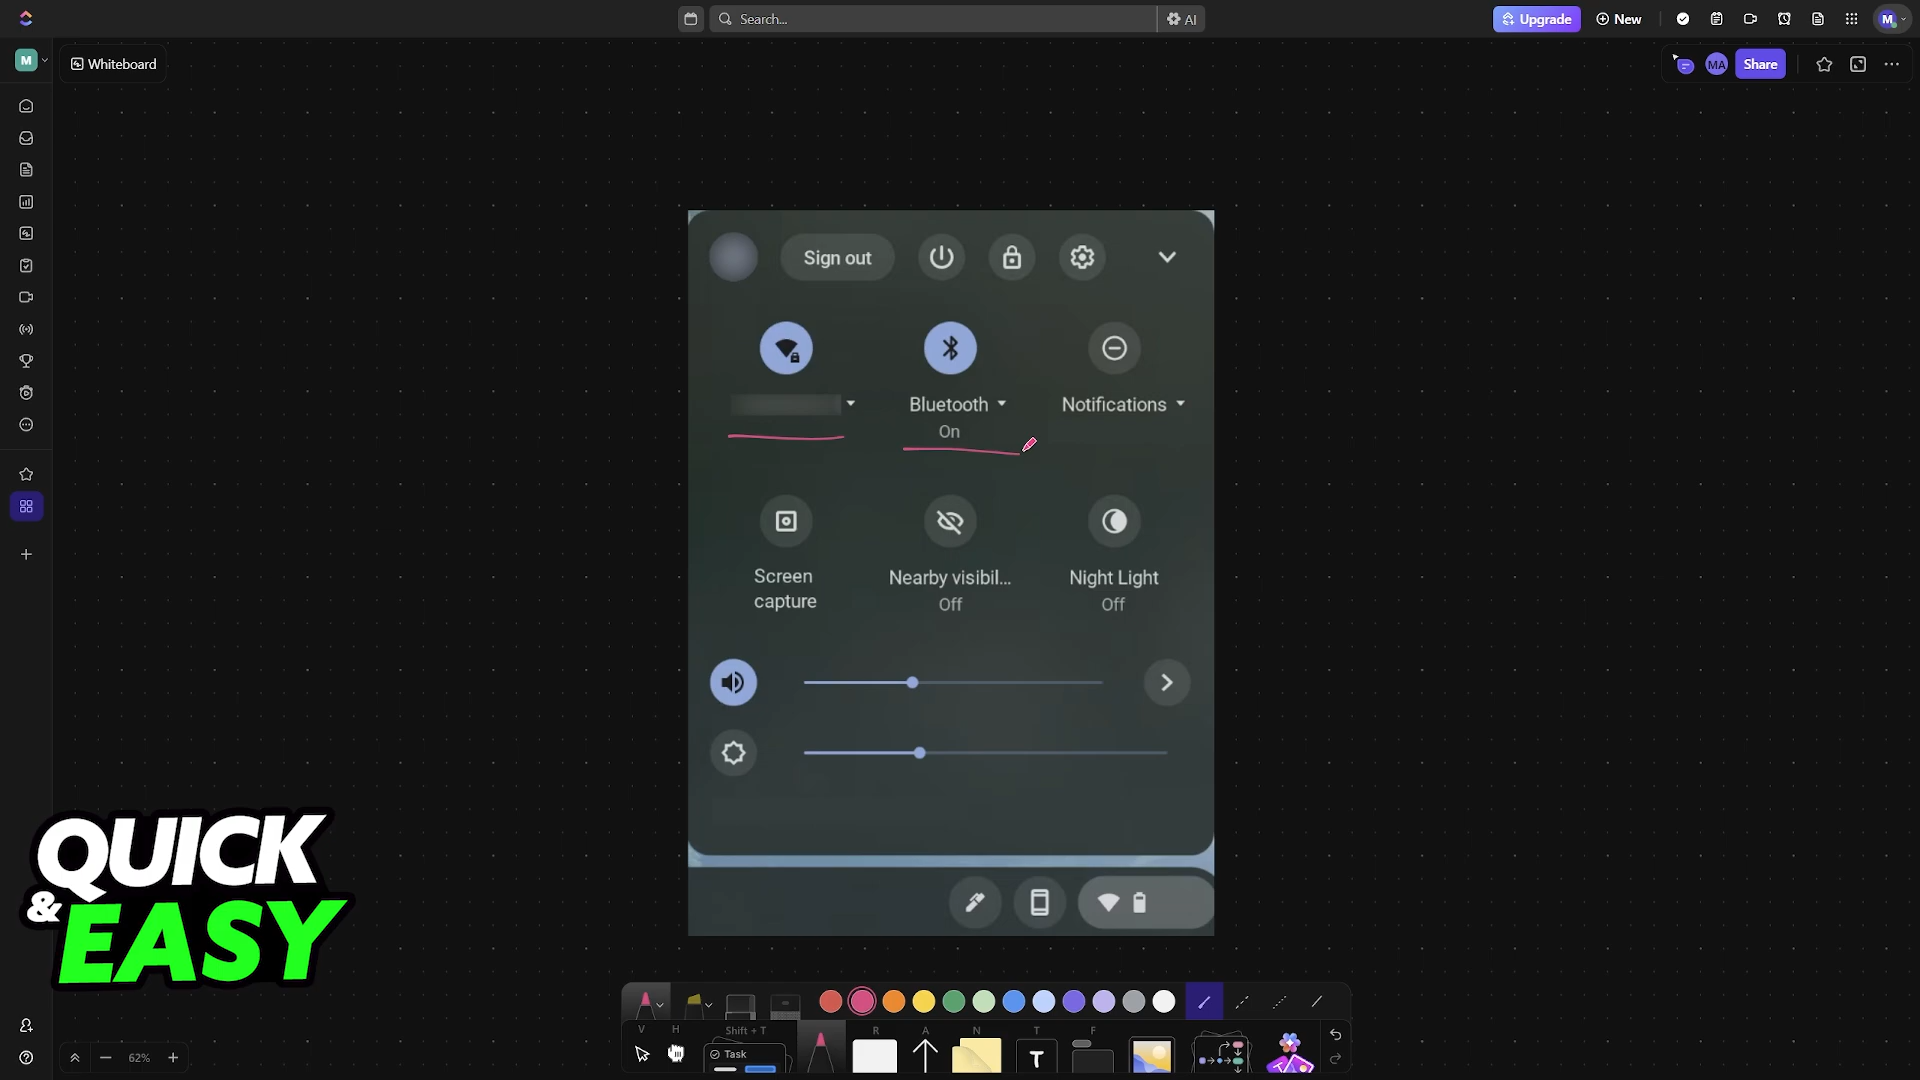 Search...
AI
Upgrade
New
M
M
Whiteboard
MA
Share
Sign out
Bluetooth
On
Notifications
Screen
capture
Nearby visibil...
Off
Night Light
Off
QUICK
& EASY
V
H
Shift + T
R
A
N
T
F
Task
T
62%